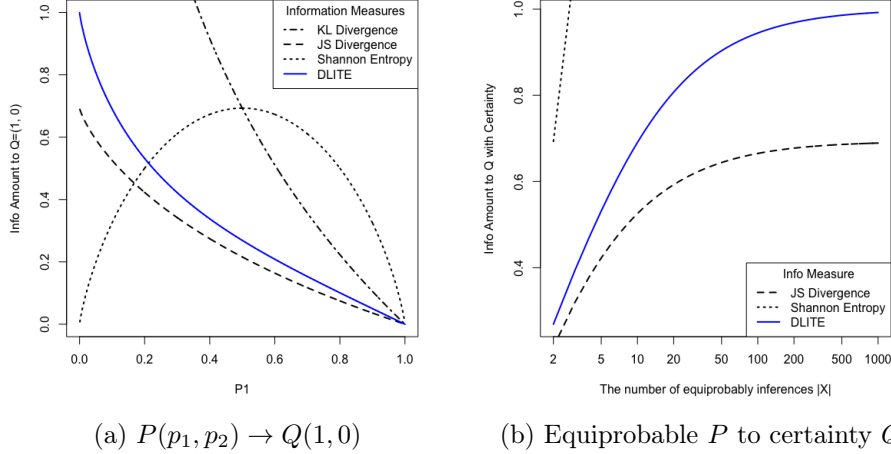 Information Measures
KL Divergence
JS Divergence
Shannon Entropy
DLITE
Info Amount to Q=(1, 0)
1.0
0.8
0.6
0.4
0.2
0.0
0.0 0.2 0.4 0.6 0.8 1.0
P1
(a) P(p₁, p₂) → Q(1, 0)
Info Amount to Q with Certainty
1.0
0.8
0.6
0.4
Info Measure
JS Divergence
Shannon Entropy
DLITE
2 5 10 20 50 100 200 500 1000
The number of equiprobably inferences |X|
(b) Equiprobable P to certainty Q